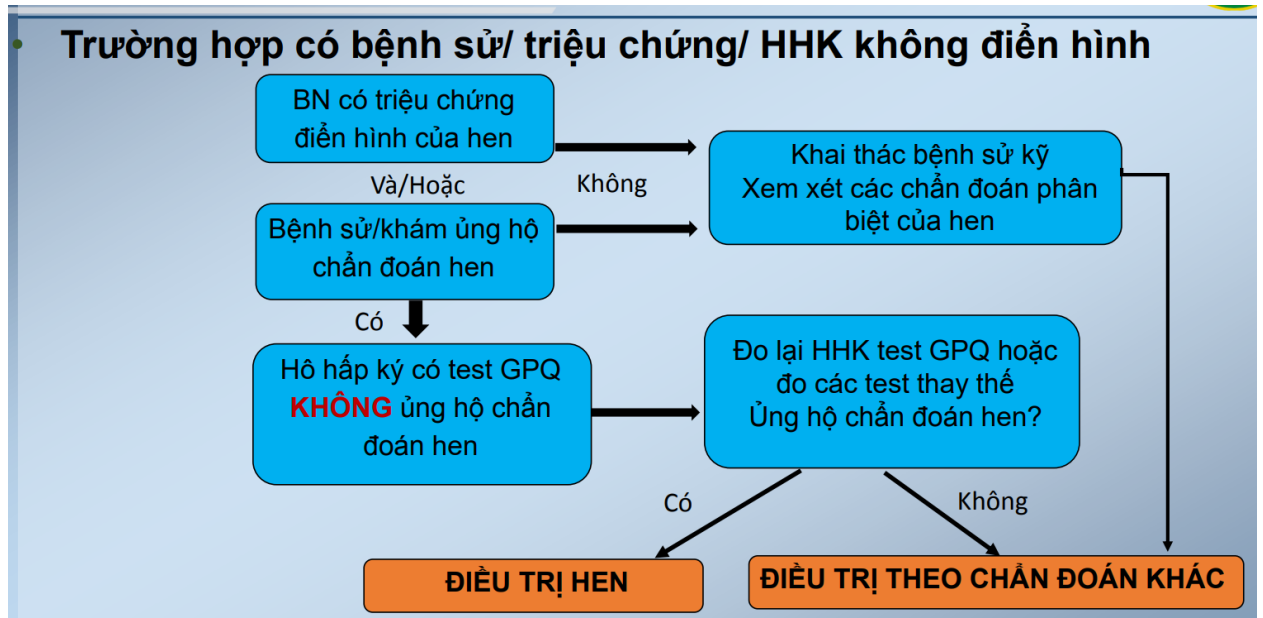 • Trường hợp có bệnh sử/ triệu chứng/ HHK không điển hình
BN có triệu chứng
điển hình của hen
Và/Hoặc
Không
Khai thác bệnh sử kỹ
Xem xét các chẩn đoán phân
biệt của hen
Bệnh sử/khám ủng hộ
chẩn đoán hen
Có
Hô hấp ký có test GPQ
KHÔNG ủng hộ chẩn
đoán hen
Đo lại HHK test GPQ hoặc
đo các test thay thế
Ủng hộ chẩn đoán hen?
Có
Không
ĐIỀU TRỊ HEN
ĐIỀU TRỊ THEO CHẨN ĐOÁN KHÁC